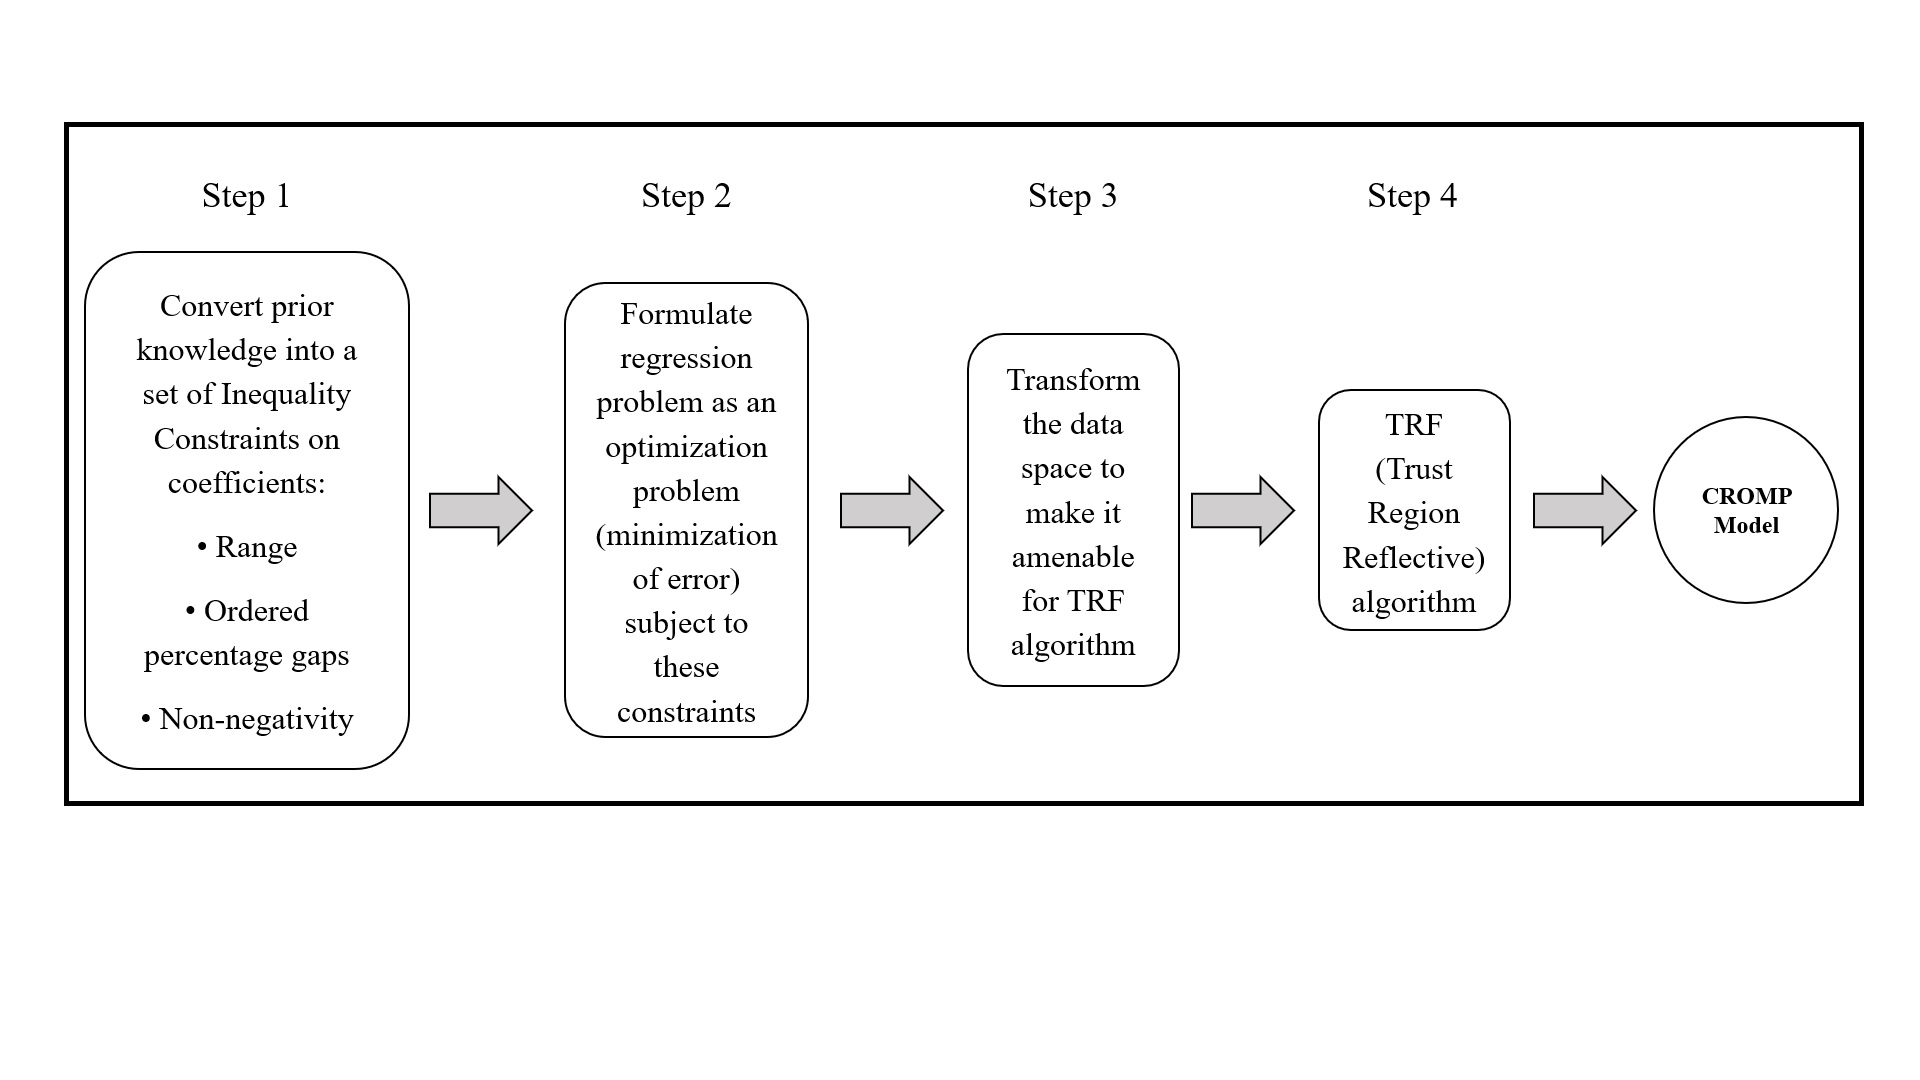 Step 1
Convert prior
knowledge into a
set of Inequality
Constraints on
coefficients:
• Range
• Ordered
percentage gaps
• Non-negativity
Step 2
Formulate
regression
problem as an
optimization
problem
(minimization
of error)
subject to
these
constraints
Step 3
Transform
the data
space to
make it
amenable
for TRF
algorithm
Step 4
TRF
(Trust
Region
Reflective)
algorithm
CROMP
Model